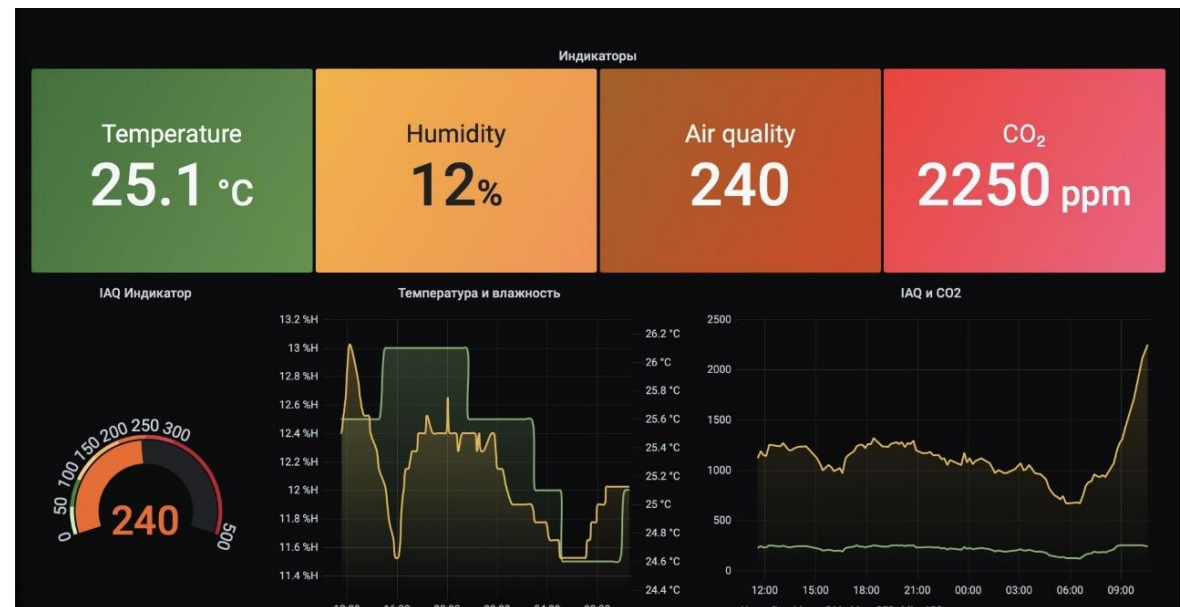 Индикаторы
Temperature
25.1 °C
Humidity
12%
Air quality
240
CO₂
2250 ppm
IAQ Индикатор
0
50
100
150
200
250
300
500
240
Температура и влажность
13.2 %H
13 %H
12.8 %H
12.6 %H
12.4 %H
12.2 %H
12 %H
11.8 %H
11.6 %H
11.4 %H
26.2 °C
26 °C
25.8 °C
25.6 °C
25.4 °C
25.2 °C
25 °C
24.8 °C
24.6 °C
24.4 °C
IAQ и CO2
2500
2000
1500
1000
500
0
12:00 15:00 18:00 21:00 00:00 03:00 06:00 09:00